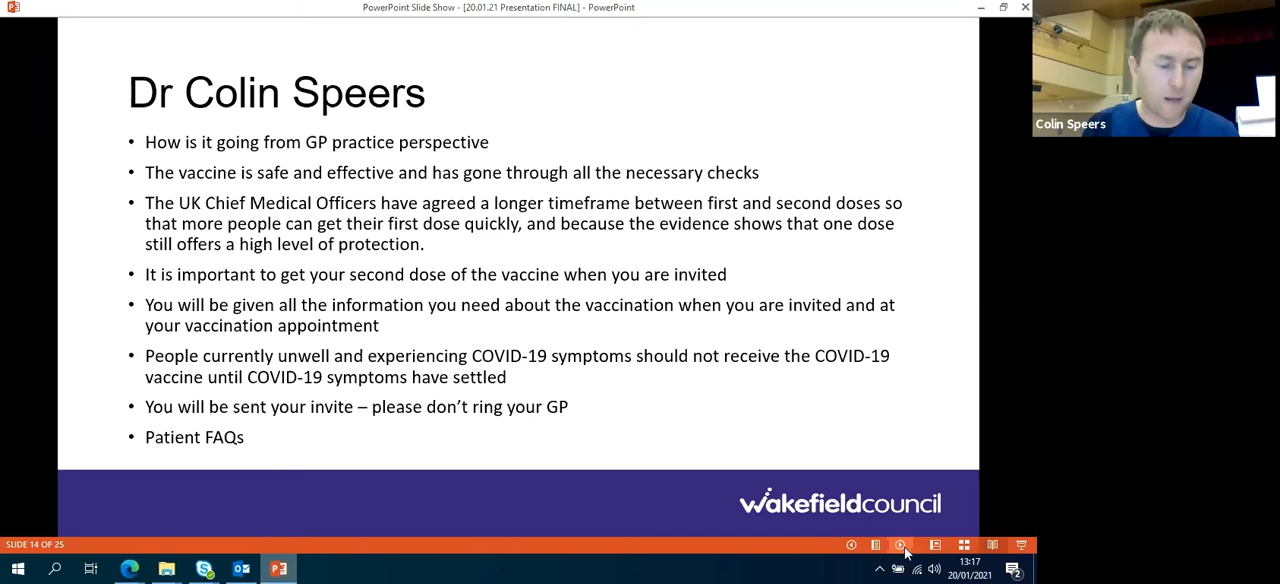 PowerPoint Slide Show - [20.01.21 Presentation FINAL] - PowerPoint
Dr Colin Speers
• How is it going from GP practice perspective
• The vaccine is safe and effective and has gone through all the necessary checks
• The UK Chief Medical Officers have agreed a longer timeframe between first and second doses so
that more people can get their first dose quickly, and because the evidence shows that one dose
still offers a high level of protection.
• It is important to get your second dose of the vaccine when you are invited
• You will be given all the information you need about the vaccination when you are invited and at
your vaccination appointment
• People currently unwell and experiencing COVID-19 symptoms should not receive the COVID-19
vaccine until COVID-19 symptoms have settled
• You will be sent your invite – please don’t ring your GP
• Patient FAQs
wakefieldcouncil
Colin Speers
SLIDE 14 OF 25
13:17
20/01/2021
2